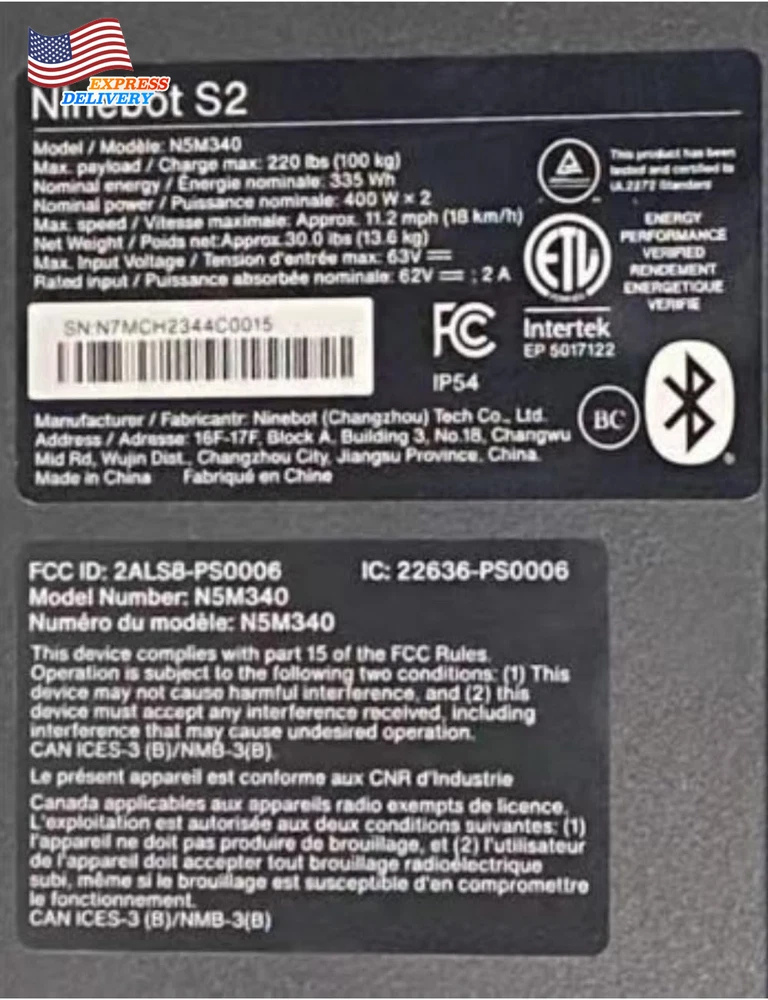 EXPRESS
DELIVERY
Ninebot S2
Model / Modèle: N5M340
Max. payload / Charge max: 220 lbs (100 kg)
Nominal energy / Énergie nominale: 335 Wh
Nominal power / Puissance nominale: 400 W × 2
Max. speed / Vitesse maximale: Approx. 11.2 mph (18 km/h)
Net Weight / Poids net:Approx.30.0 lbs (13.6 kg)
Max. Input Voltage / Tension d'entrée max: 63V ⎓
Rated input / Puissance absorbée nominale: 62V ⎓ ; 2 A
This product has been
tested and certified to
UL2272 Standard
ETL
ENERGY
PERFORMANCE
VERIFIED
RENDEMENT
ENERGETIQUE
VERIFIE
Intertek
EP 5017122
SN:N7MCH2344C0015
FC
IP54
BC
Manufacturer / Fabricantr: Ninebot (Changzhou) Tech Co., Ltd.
Address / Adresse: 16F-17F, Block A, Building 3, No.18, Changwu
Mid Rd, Wujin Dist., Changzhou City, Jiangsu Province, China.
Made in China Fabriqué en Chine
FCC ID: 2ALS8-PS0006 IC: 22636-PS0006
Model Number: N5M340
Numéro du modèle: N5M340
This device complies with part 15 of the FCC Rules.
Operation is subject to the following two conditions: (1) This
device may not cause harmful interference, and (2) this
device must accept any interference received, including
interference that may cause undesired operation.
CAN ICES-3 (B)/NMB-3(B).
Le présent appareil est conforme aux CNR d'Industrie
Canada applicables aux appareils radio exempts de licence.
L'exploitation est autorisée aux deux conditions suivantes: (1)
l'appareil ne doit pas produire de brouillage, et (2) l'utilisateur
de l'appareil doit accepter tout brouillage radioélectrique
subi, même si le brouillage est susceptible d'en compromettre
le fonctionnement.
CAN ICES-3 (B)/NMB-3(B)